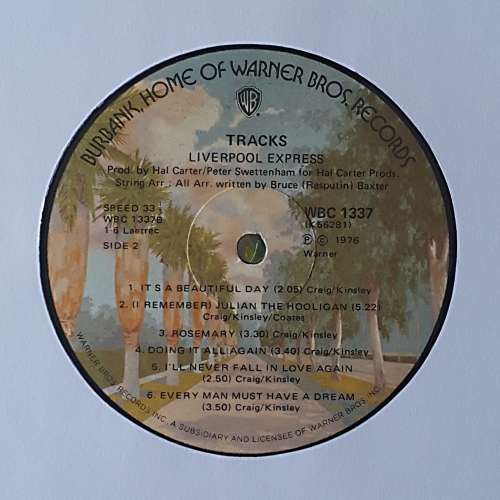 BURBANK, HOME OF WARNER BROS. RECORDS
WB
TRACKS
LIVERPOOL EXPRESS
Prod. by Hal Carter/Peter Swettenham for Hal Carter Prods.
String Arr.; All Arr. written by Bruce (Rasputin) Baxter
SPEED 33⅓
WBC 1337B
1-6 Laetrec
SIDE 2
WBC 1337
(K56281)
Ⓟ © 1976
Warner
1. IT'S A BEAUTIFUL DAY (2.05) Craig/Kinsley
2. (I REMEMBER) JULIAN THE HOOLIGAN (5.22)
Craig/Kinsley/Coates
3. ROSEMARY (3.30) Craig/Kinsley
4. DOING IT ALL AGAIN (3.40) Craig/Kinsley
5. I'LL NEVER FALL IN LOVE AGAIN
(2.50) Craig/Kinsley
6. EVERY MAN MUST HAVE A DREAM
(3.50) Craig/Kinsley
WARNER BROS. RECORDS INC., A SUBSIDIARY AND LICENSEE OF WARNER BROS. INC.